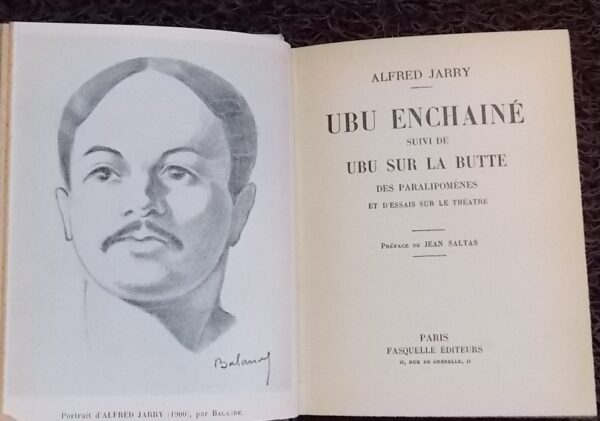 Balande
Portrait d'ALFRED JARRY (1900), par BALANDE.
ALFRED JARRY
UBU ENCHAINÉ
SUIVI DE
UBU SUR LA BUTTE
DES PARALIPOMÈNES
ET D'ESSAIS SUR LE THÉATRE
PRÉFACE DE JEAN SALTAS
PARIS
FASQUELLE ÉDITEURS
11, RUE DE GRENELLE, 11